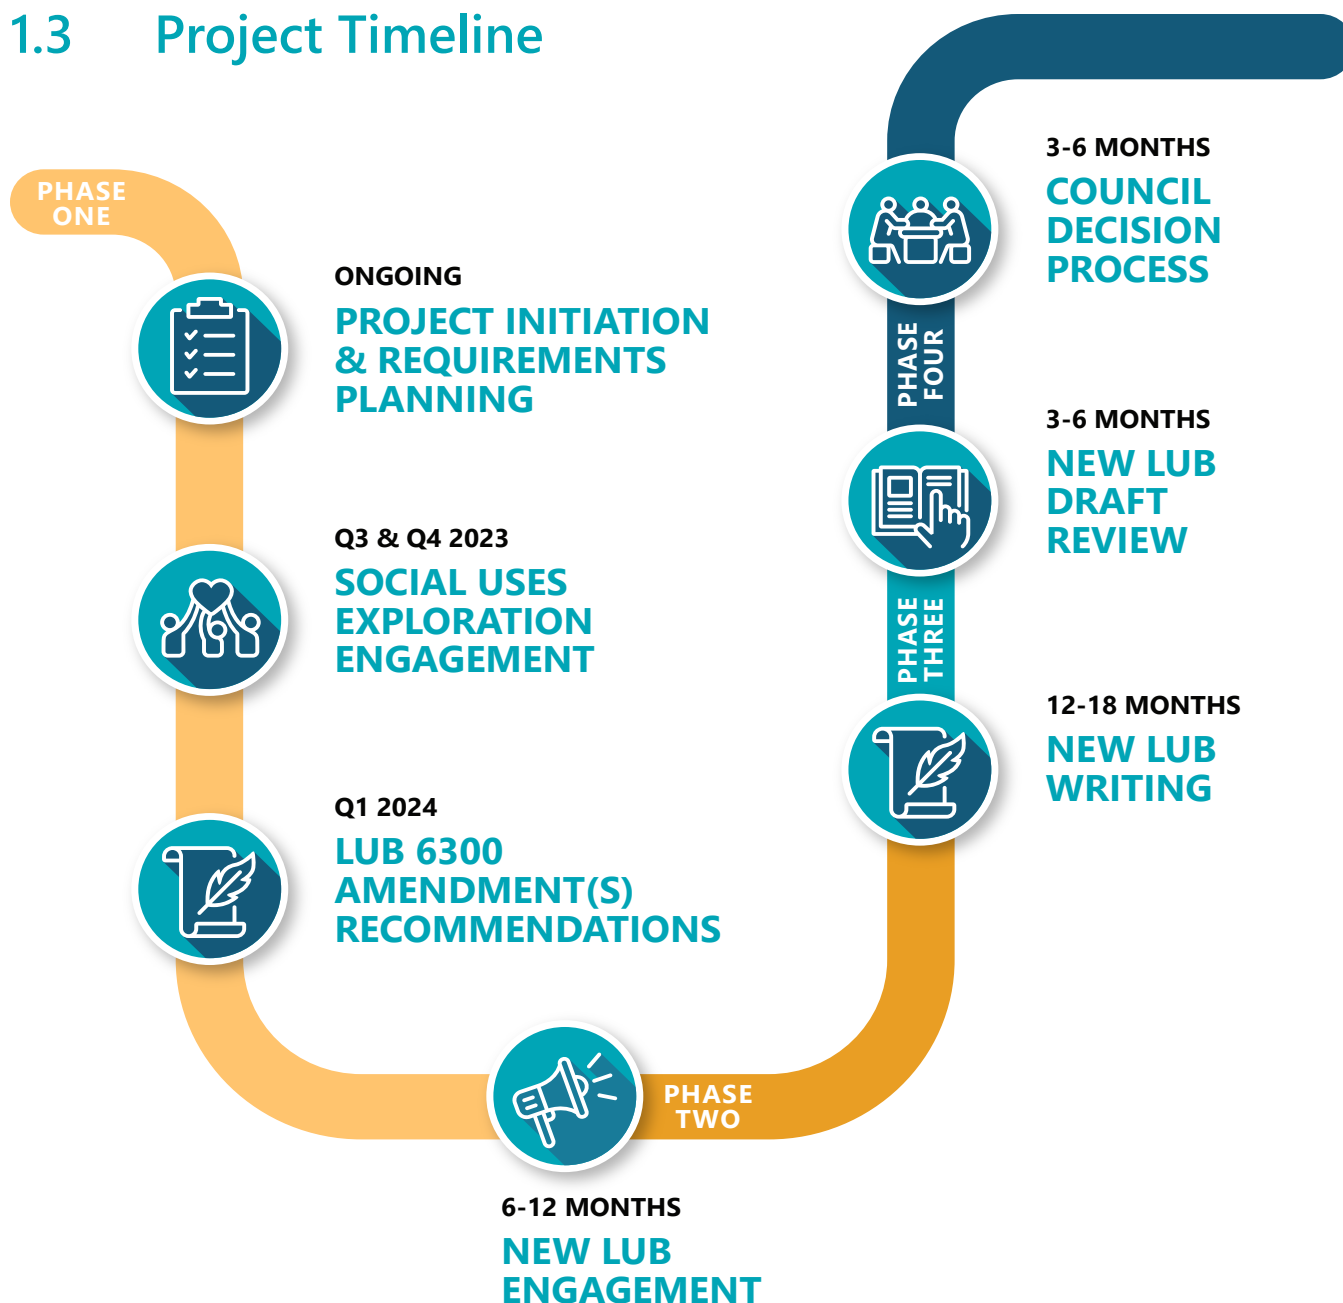 1.3 Project Timeline
PHASE
ONE
ONGOING
PROJECT INITIATION
& REQUIREMENTS
PLANNING
Q3 & Q4 2023
SOCIAL USES
EXPLORATION
ENGAGEMENT
Q1 2024
LUB 6300
AMENDMENT(S)
RECOMMENDATIONS
6-12 MONTHS
NEW LUB
ENGAGEMENT
PHASE
TWO
12-18 MONTHS
NEW LUB
WRITING
PHASE
THREE
3-6 MONTHS
NEW LUB
DRAFT
REVIEW
PHASE
FOUR
3-6 MONTHS
COUNCIL
DECISION
PROCESS